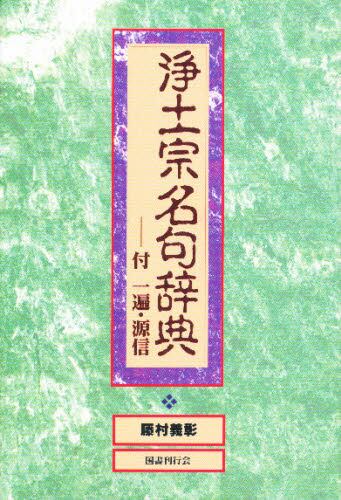 浄土宗名句辞典
──付 一遍・源信
藤村義彰
国書刊行会